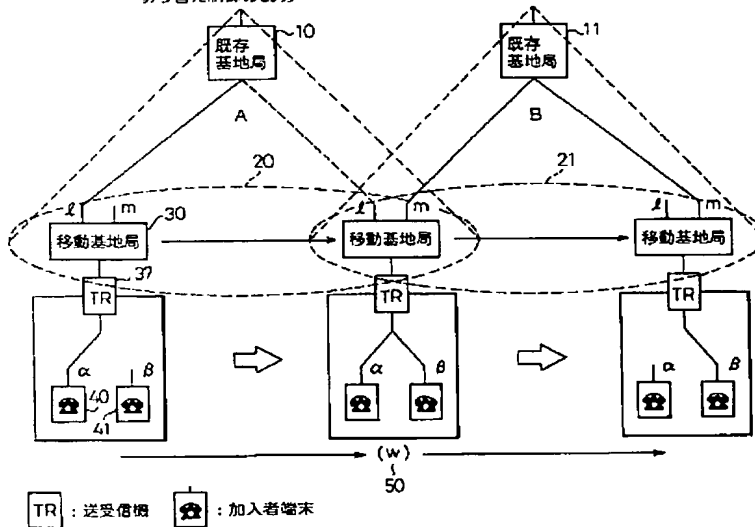 10
11
既存
基地局
既存
基地局
A
B
20
21
l m
30
l m
l m
移動基地局
移動基地局
移動基地局
37
TR
TR
TR
α β
α β
α β
40
41
(W)
50
TR : 送受信機 : 加入者端末